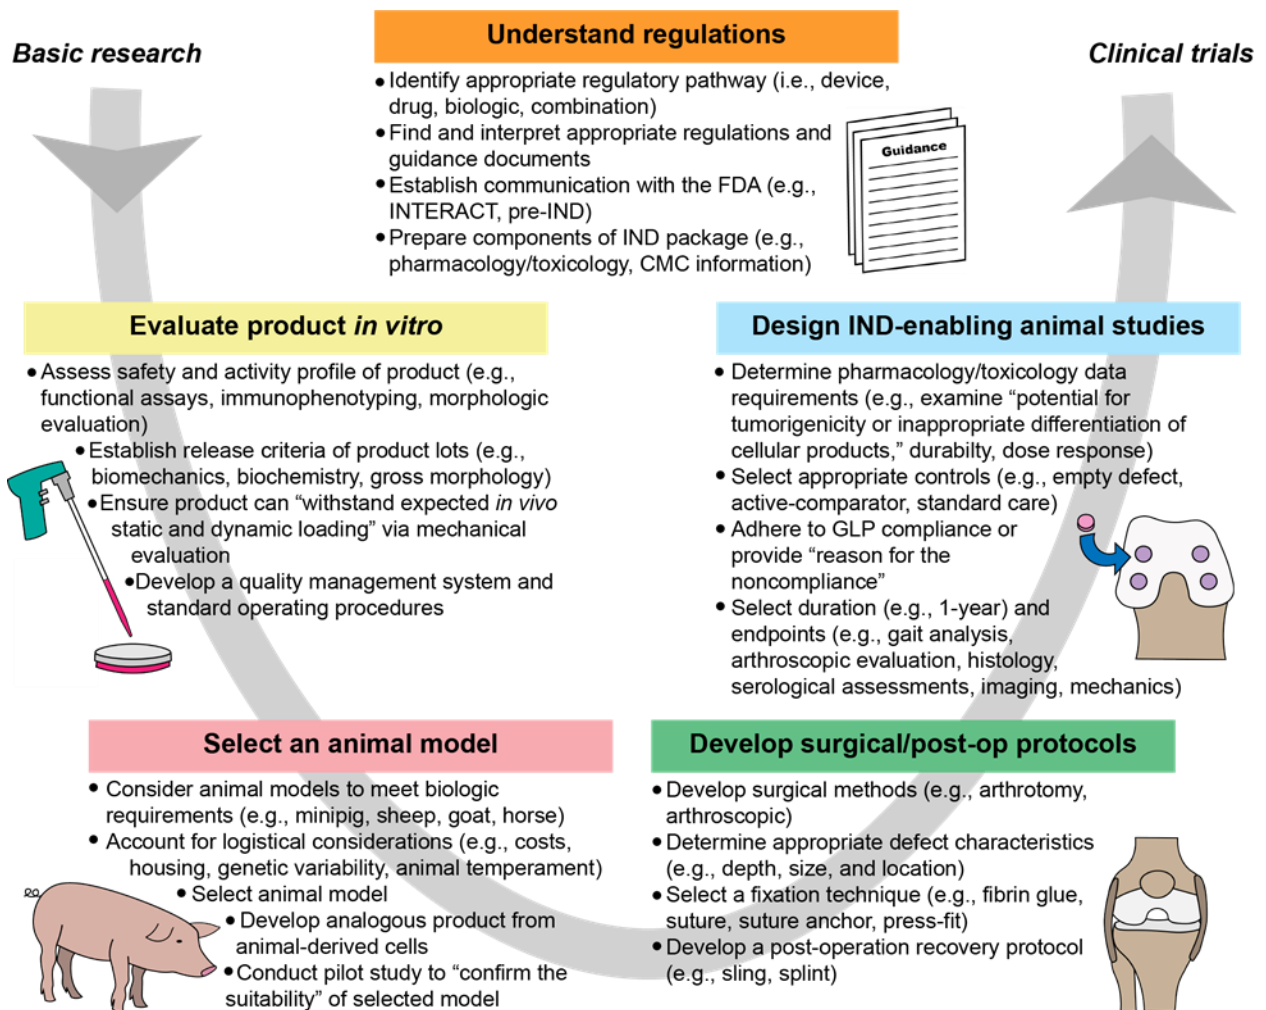 Basic research
Understand regulations
Clinical trials
• Identify appropriate regulatory pathway (i.e., device,
drug, biologic, combination)
• Find and interpret appropriate regulations and
guidance documents
• Establish communication with the FDA (e.g.,
INTERACT, pre-IND)
• Prepare components of IND package (e.g.,
pharmacology/toxicology, CMC information)
Guidance
Evaluate product in vitro
• Assess safety and activity profile of product (e.g.,
functional assays, immunophenotyping, morphologic
evaluation)
• Establish release criteria of product lots (e.g.,
biomechanics, biochemistry, gross morphology)
• Ensure product can “withstand expected in vivo
static and dynamic loading” via mechanical
evaluation
• Develop a quality management system and
standard operating procedures
Design IND-enabling animal studies
• Determine pharmacology/toxicology data
requirements (e.g., examine “potential for
tumorigenicity or inappropriate differentiation of
cellular products,” durabilty, dose response)
• Select appropriate controls (e.g., empty defect,
active-comparator, standard care)
• Adhere to GLP compliance or
provide “reason for the
noncompliance”
• Select duration (e.g., 1-year) and
endpoints (e.g., gait analysis,
arthroscopic evaluation, histology,
serological assessments, imaging, mechanics)
Select an animal model
• Consider animal models to meet biologic
requirements (e.g., minipig, sheep, goat, horse)
• Account for logistical considerations (e.g., costs,
housing, genetic variability, animal temperament)
• Select animal model
• Develop analogous product from
animal-derived cells
• Conduct pilot study to “confirm the
suitability” of selected model
Develop surgical/post-op protocols
• Develop surgical methods (e.g., arthrotomy,
arthroscopic)
• Determine appropriate defect characteristics
(e.g., depth, size, and location)
• Select a fixation technique (e.g., fibrin glue,
suture, suture anchor, press-fit)
• Develop a post-operation recovery protocol
(e.g., sling, splint)